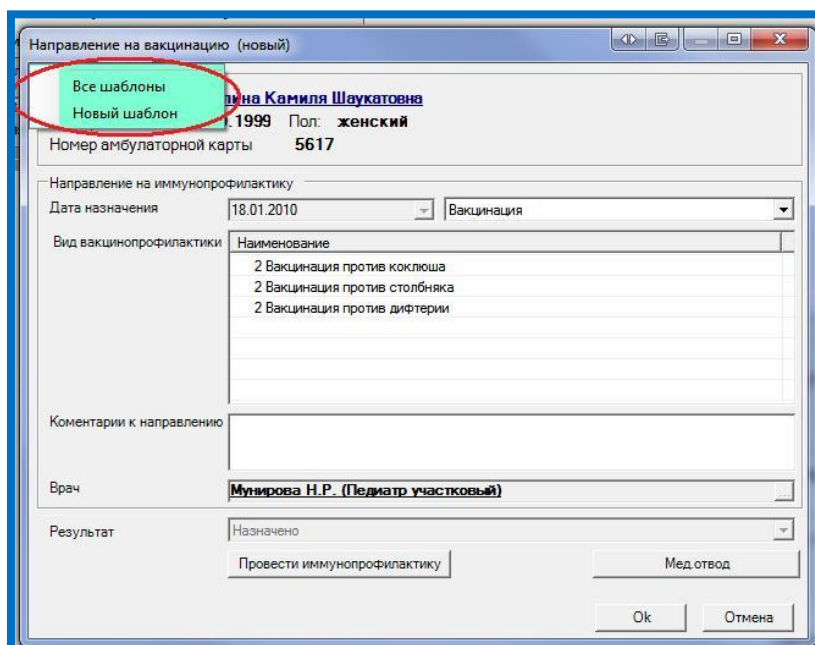 Направление на вакцинацию (новый)
Все шаблоны
Новый шаблон
Камиля Шаукатовна
.1999 Пол: женский
Номер амбулаторной карты 5617
Направление на иммунопрофилактику
Дата назначения 18.01.2010 Вакцинация
Вид вакцинопрофилактики Наименование
2 Вакцинация против коклюша
2 Вакцинация против столбняка
2 Вакцинация против дифтерии
Коментарии к направлению
Врач Мунирова Н.Р. (Педиатр участковый)
Результат Назначено
Провести иммунопрофилактику Мед.отвод
Ok Отмена